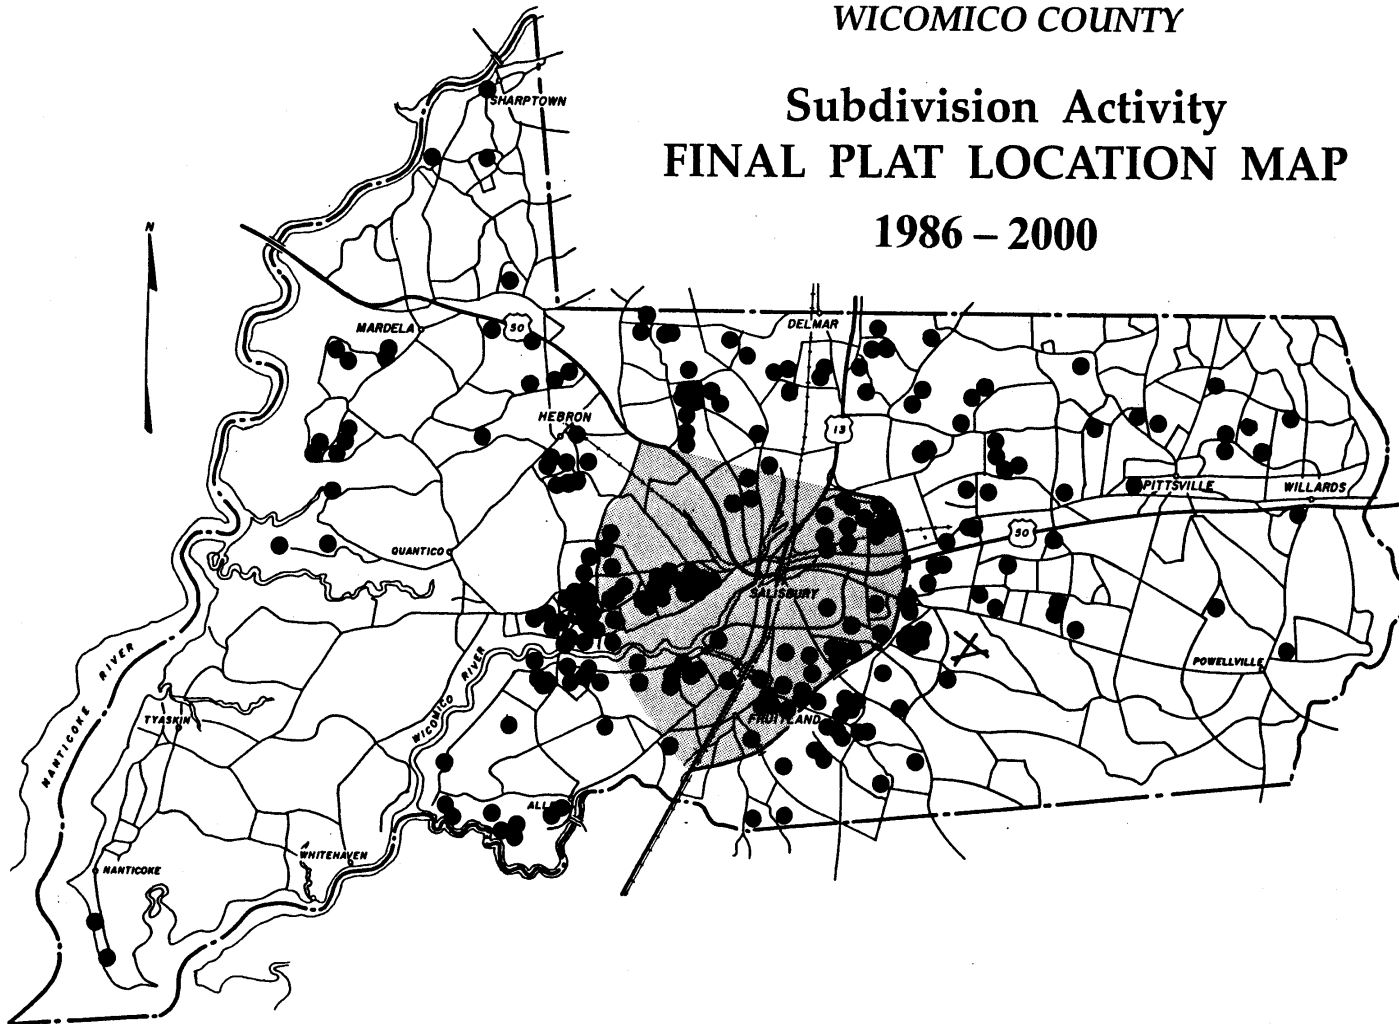 WICOMICO COUNTY
Subdivision Activity
FINAL PLAT LOCATION MAP
1986 – 2000
SHARPTOWN
N
MARDELA
50
DELMAR
HEBRON
13
PITTSVILLE
WILLARDS
QUANTICO
50
SALISBURY
NANTICOKE RIVER
WICOMICO RIVER
POWELLVILLE
TYASKIN
FRUITLAND
ALL
WHITEHAVEN
NANTICOKE